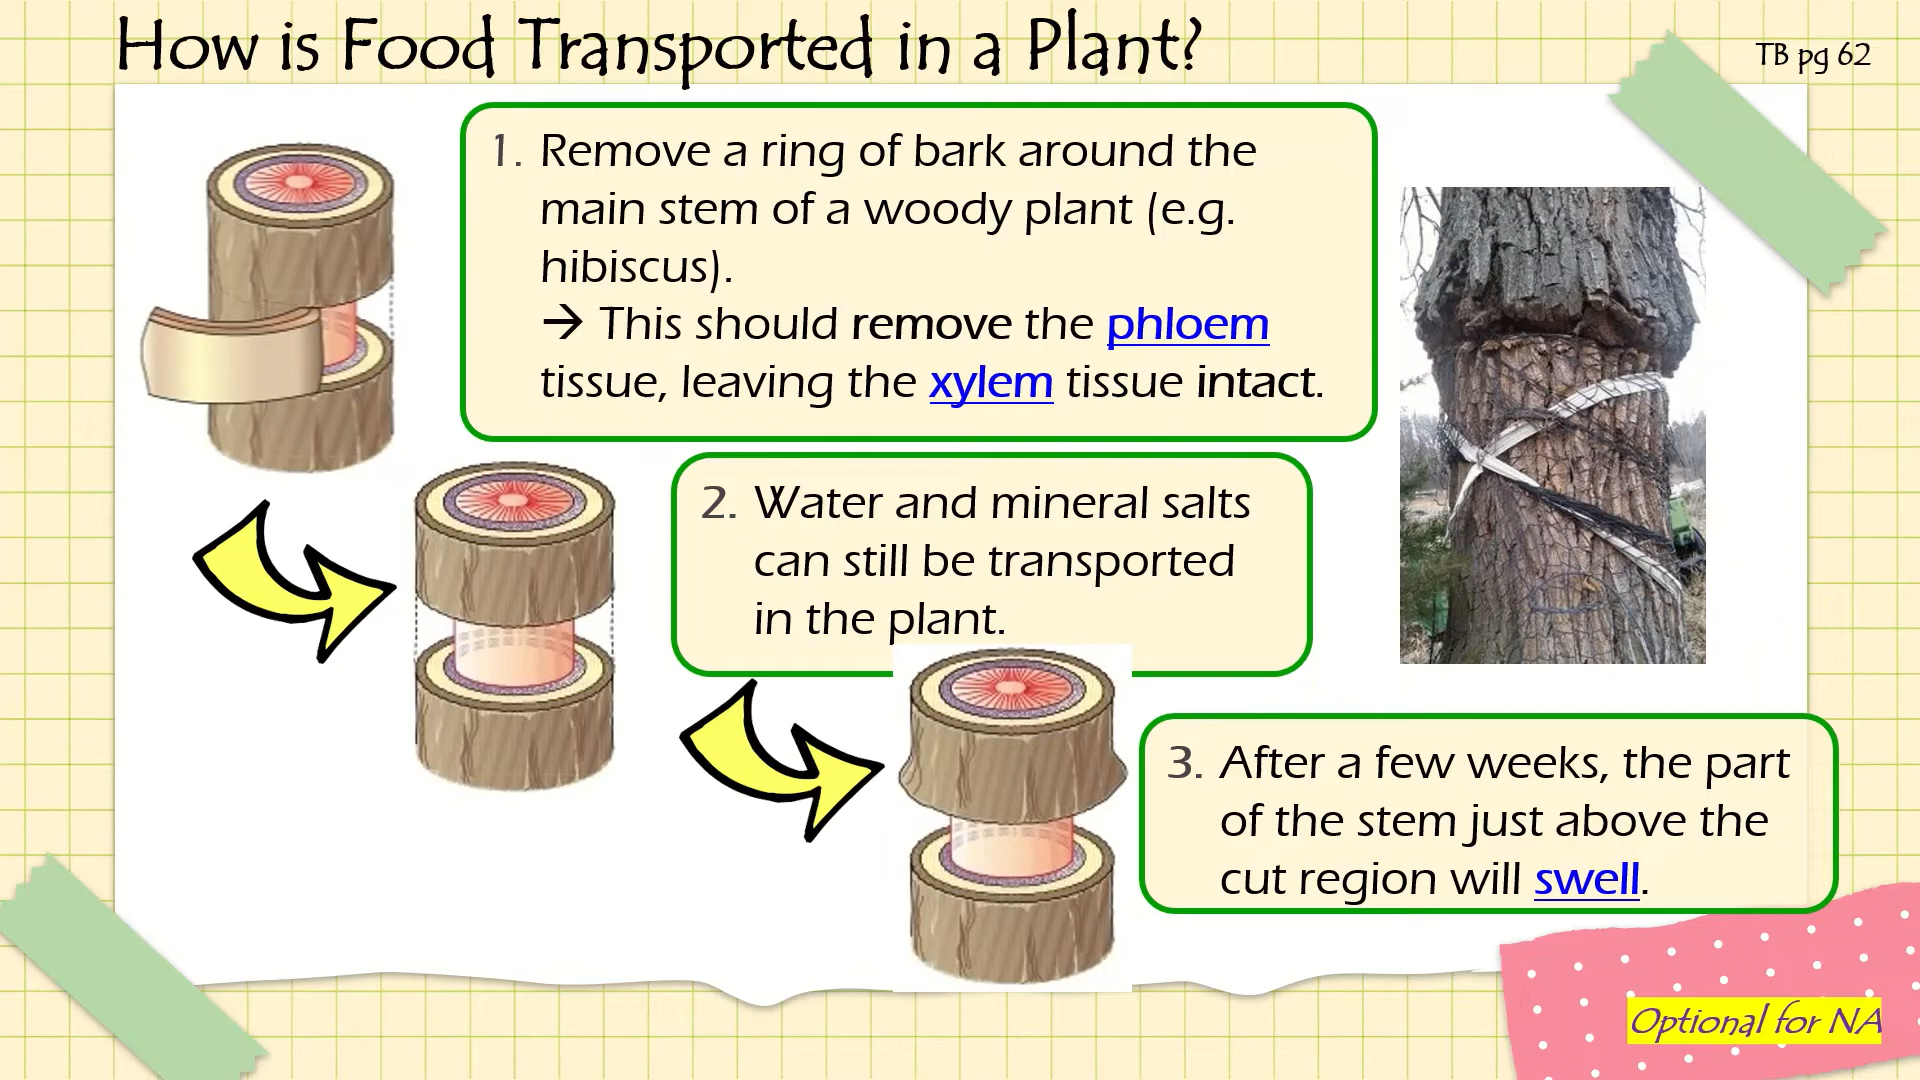 How is Food Transported in a Plant?
TB pg 62
1. Remove a ring of bark around the
main stem of a woody plant (e.g.
hibiscus).
→ This should remove the phloem
tissue, leaving the xylem tissue intact.
2. Water and mineral salts
can still be transported
in the plant.
3. After a few weeks, the part
of the stem just above the
cut region will swell.
Optional for NA